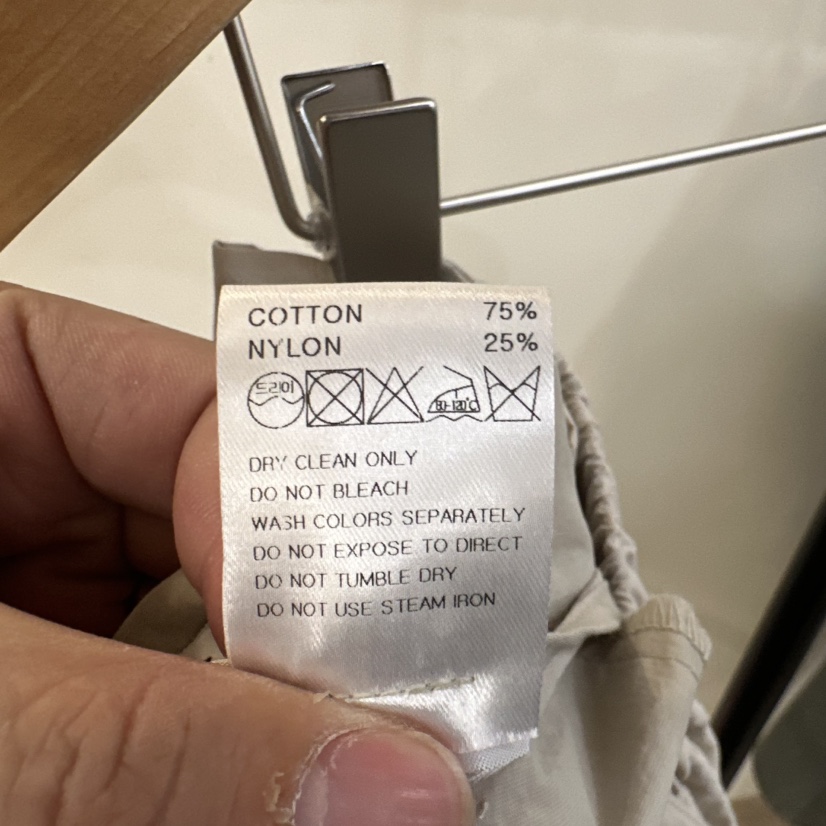 COTTON 75%
NYLON 25%
드라이
80~120°C
DRY CLEAN ONLY
DO NOT BLEACH
WASH COLORS SEPARATELY
DO NOT EXPOSE TO DIRECT
DO NOT TUMBLE DRY
DO NOT USE STEAM IRON